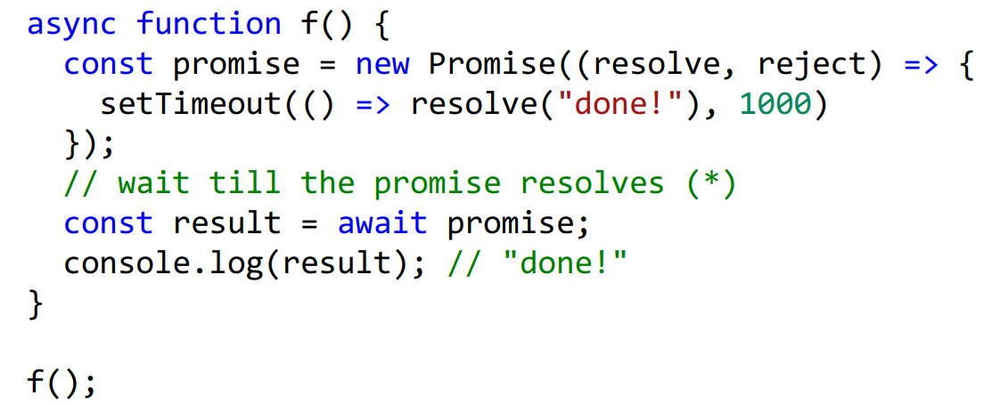 async function f() {
  const promise = new Promise((resolve, reject) => {
    setTimeout(() => resolve("done!"), 1000)
  });
  // wait till the promise resolves (*)
  const result = await promise;
  console.log(result); // "done!"
}

f();